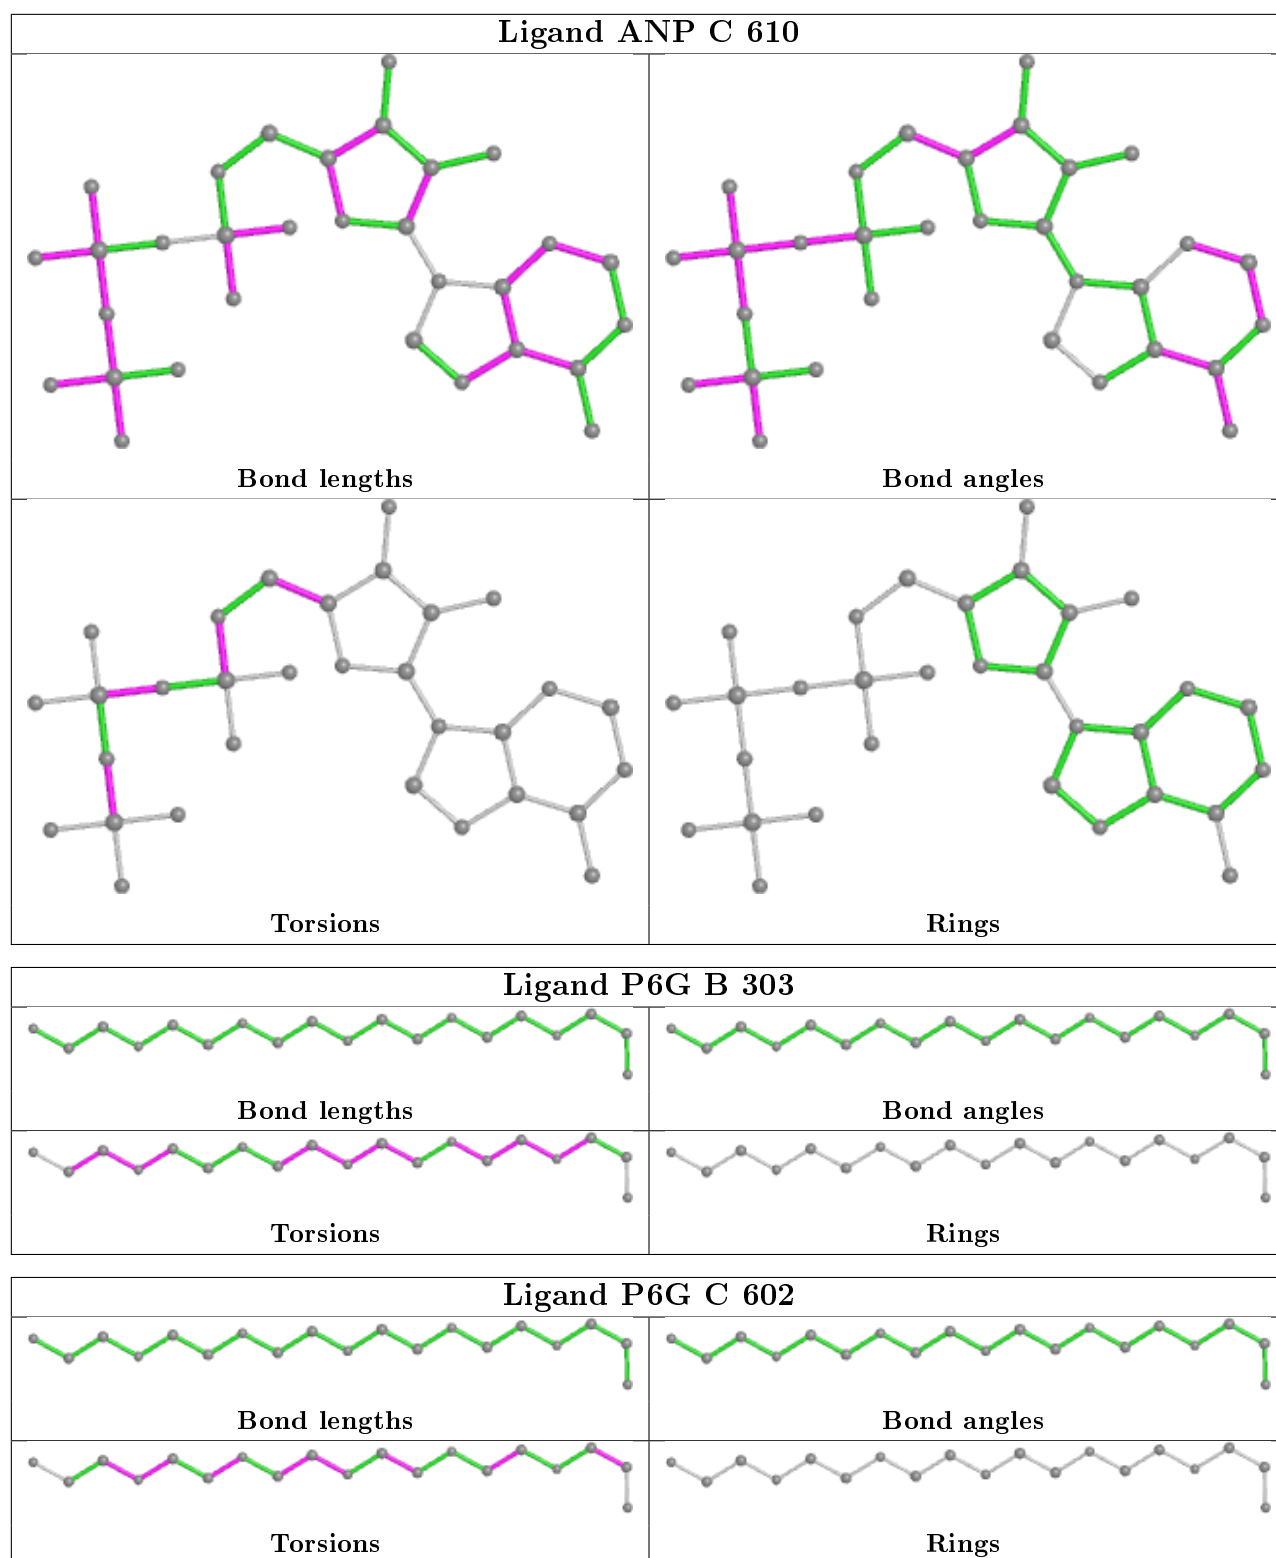 Ligand ANP C 610
Bond lengths
Bond angles
Torsions
Rings
Ligand P6G B 303
Bond lengths
Bond angles
Torsions
Rings
Ligand P6G C 602
Bond lengths
Bond angles
Torsions
Rings